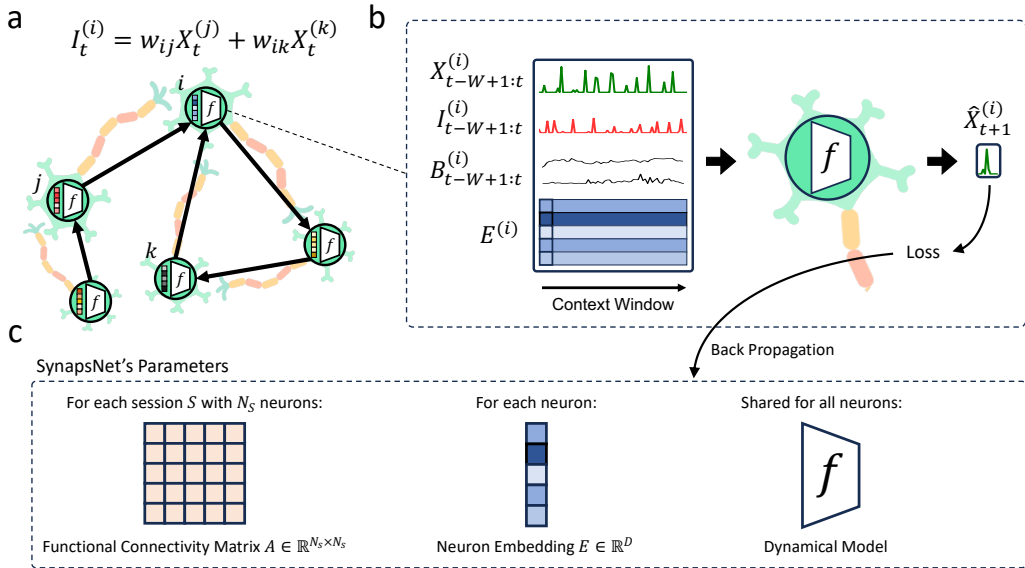 a
I_t^{(i)} = w_{ij}X_t^{(j)} + w_{ik}X_t^{(k)}
i
f
j
f
k
f
f
f
b
X_{t−W+1:t}^{(i)}
I_{t−W+1:t}^{(i)}
B_{t−W+1:t}^{(i)}
E^{(i)}
Context Window
f
X̂_{t+1}^{(i)}
Loss
Back Propagation
c
SynapsNet's Parameters
For each session S with N_S neurons:
Functional Connectivity Matrix A ∈ ℝ^{N_S×N_S}
For each neuron:
Neuron Embedding E ∈ ℝ^D
Shared for all neurons:
f
Dynamical Model